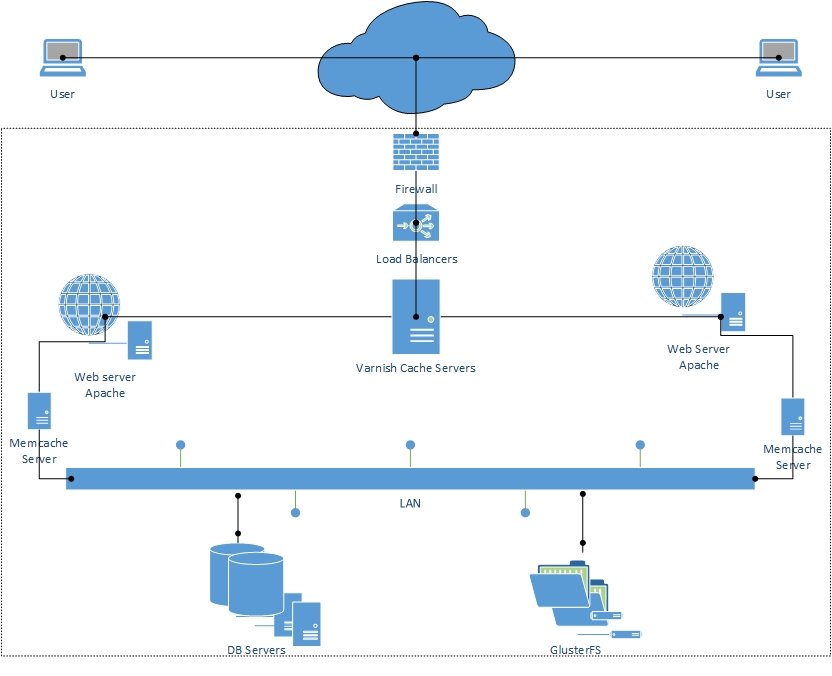 User
User
Firewall
Load Balancers
Varnish Cache Servers
Web server
Apache
Web Server
Apache
Memcache
Server
Memcache
Server
LAN
DB Servers
GlusterFS